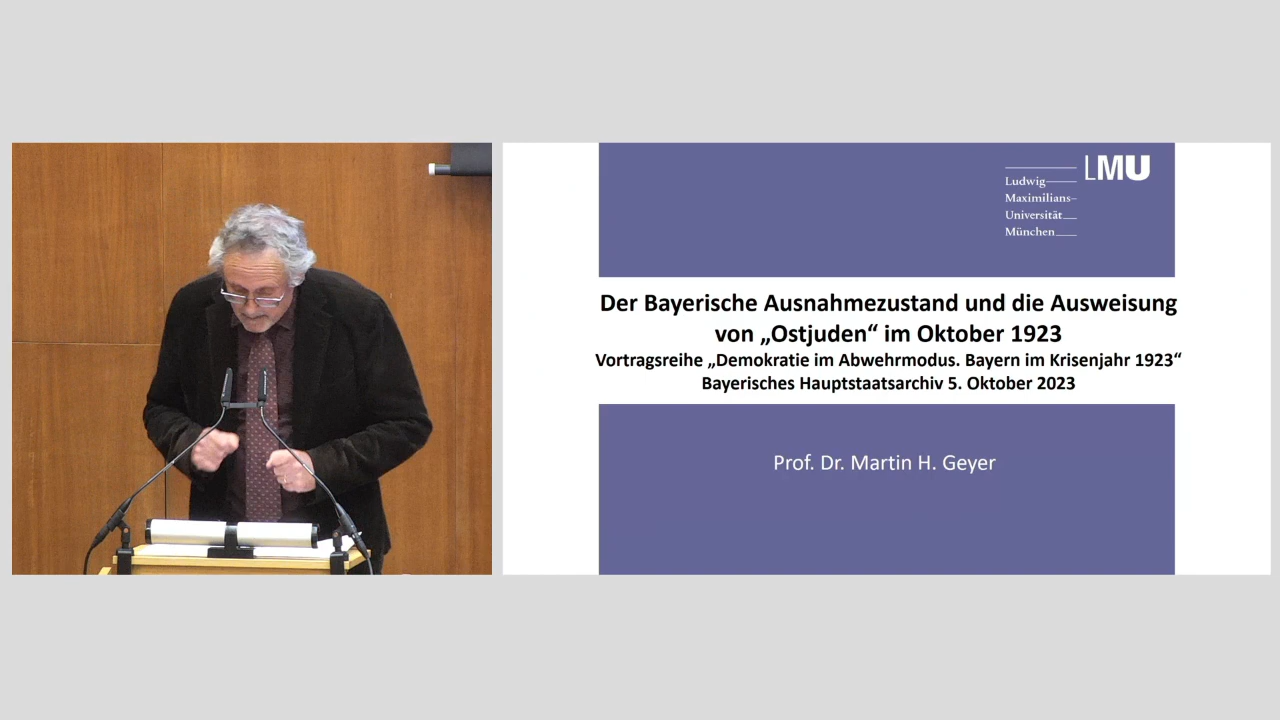 LMU
Ludwig
Maximilians
Universität
München
Der Bayerische Ausnahmezustand und die Ausweisung
von „Ostjuden“ im Oktober 1923
Vortragsreihe „Demokratie im Abwehrmodus. Bayern im Krisenjahr 1923“
Bayerisches Hauptstaatsarchiv 5. Oktober 2023
Prof. Dr. Martin H. Geyer